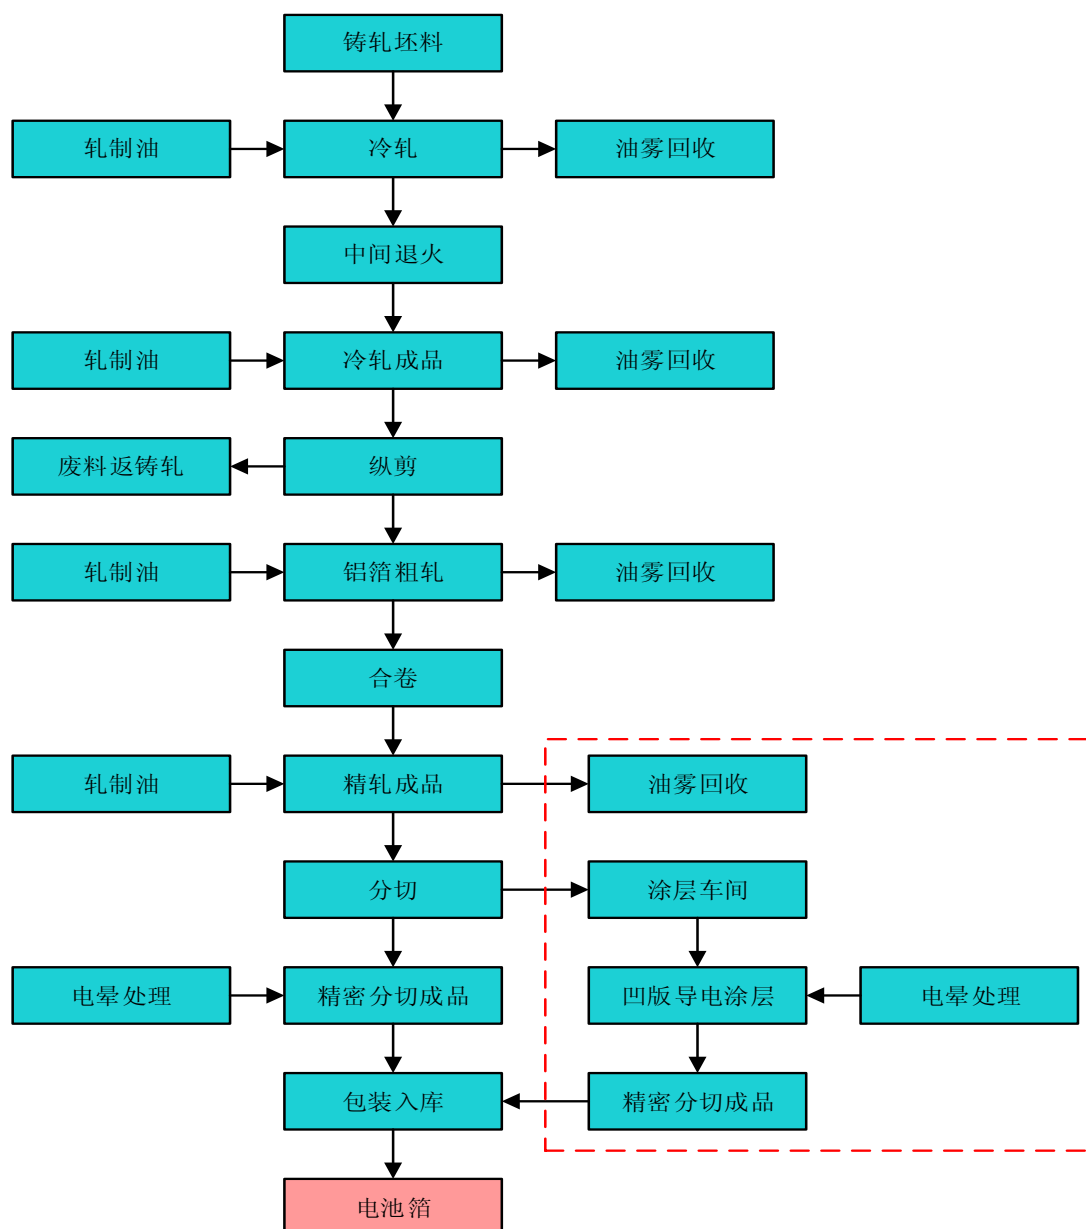 铸轧坯料
轧制油
冷轧
油雾回收
中间退火
轧制油
冷轧成品
油雾回收
废料返铸轧
纵剪
轧制油
铝箔粗轧
油雾回收
合卷
轧制油
精轧成品
油雾回收
分切
涂层车间
电晕处理
精密分切成品
凹版导电涂层
电晕处理
包装入库
精密分切成品
电池箔